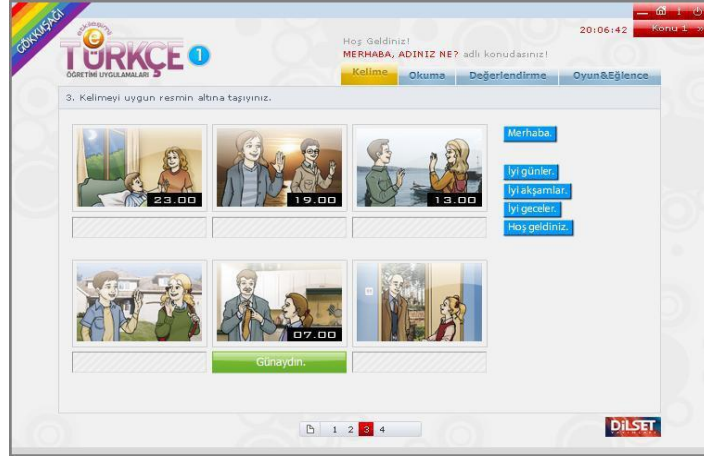 GÖKKUŞAĞI
etkileşimli
e
TÜRKÇE 1
ÖĞRETİMİ UYGULAMALARI
Hoş Geldiniz!
MERHABA, ADINIZ NE? adlı konudasınız!
20:06:42
Konu 1 »
Kelime Okuma Değerlendirme Oyun&Eğlence
3. Kelimeyi uygun resmin altına taşıyınız.
23.00 19.00 13.00
Merhaba.
İyi günler.
İyi akşamlar.
İyi geceler.
Hoş geldiniz.
07.00
Günaydın.
1 2 3 4
DİLSET